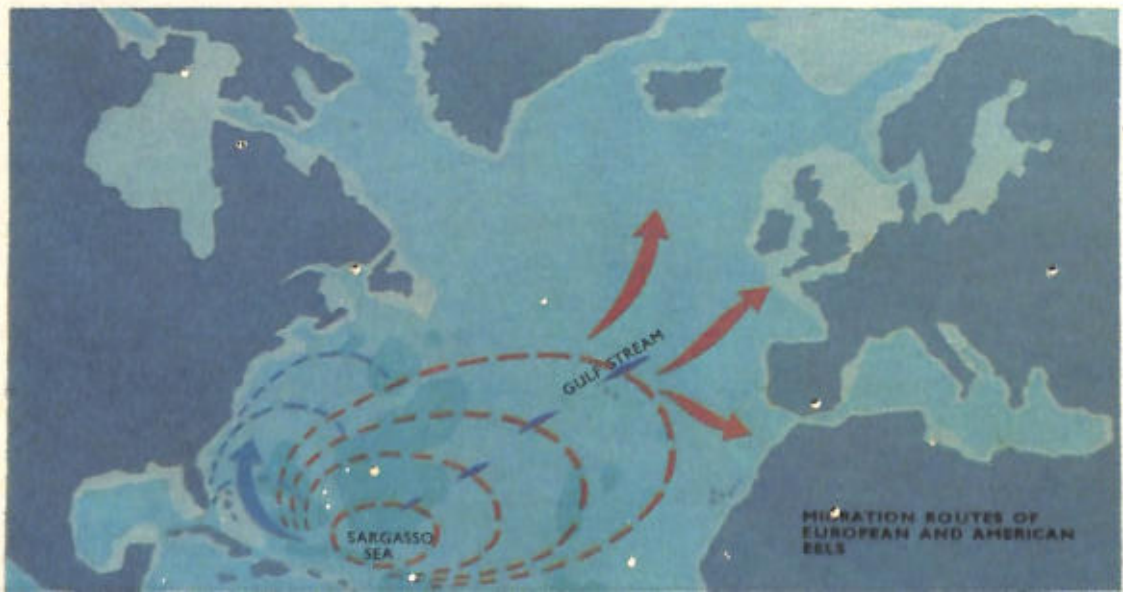 GULF STREAM
SARGASSO
SEA
MIGRATION ROUTES OF
EUROPEAN AND AMERICAN
EELS